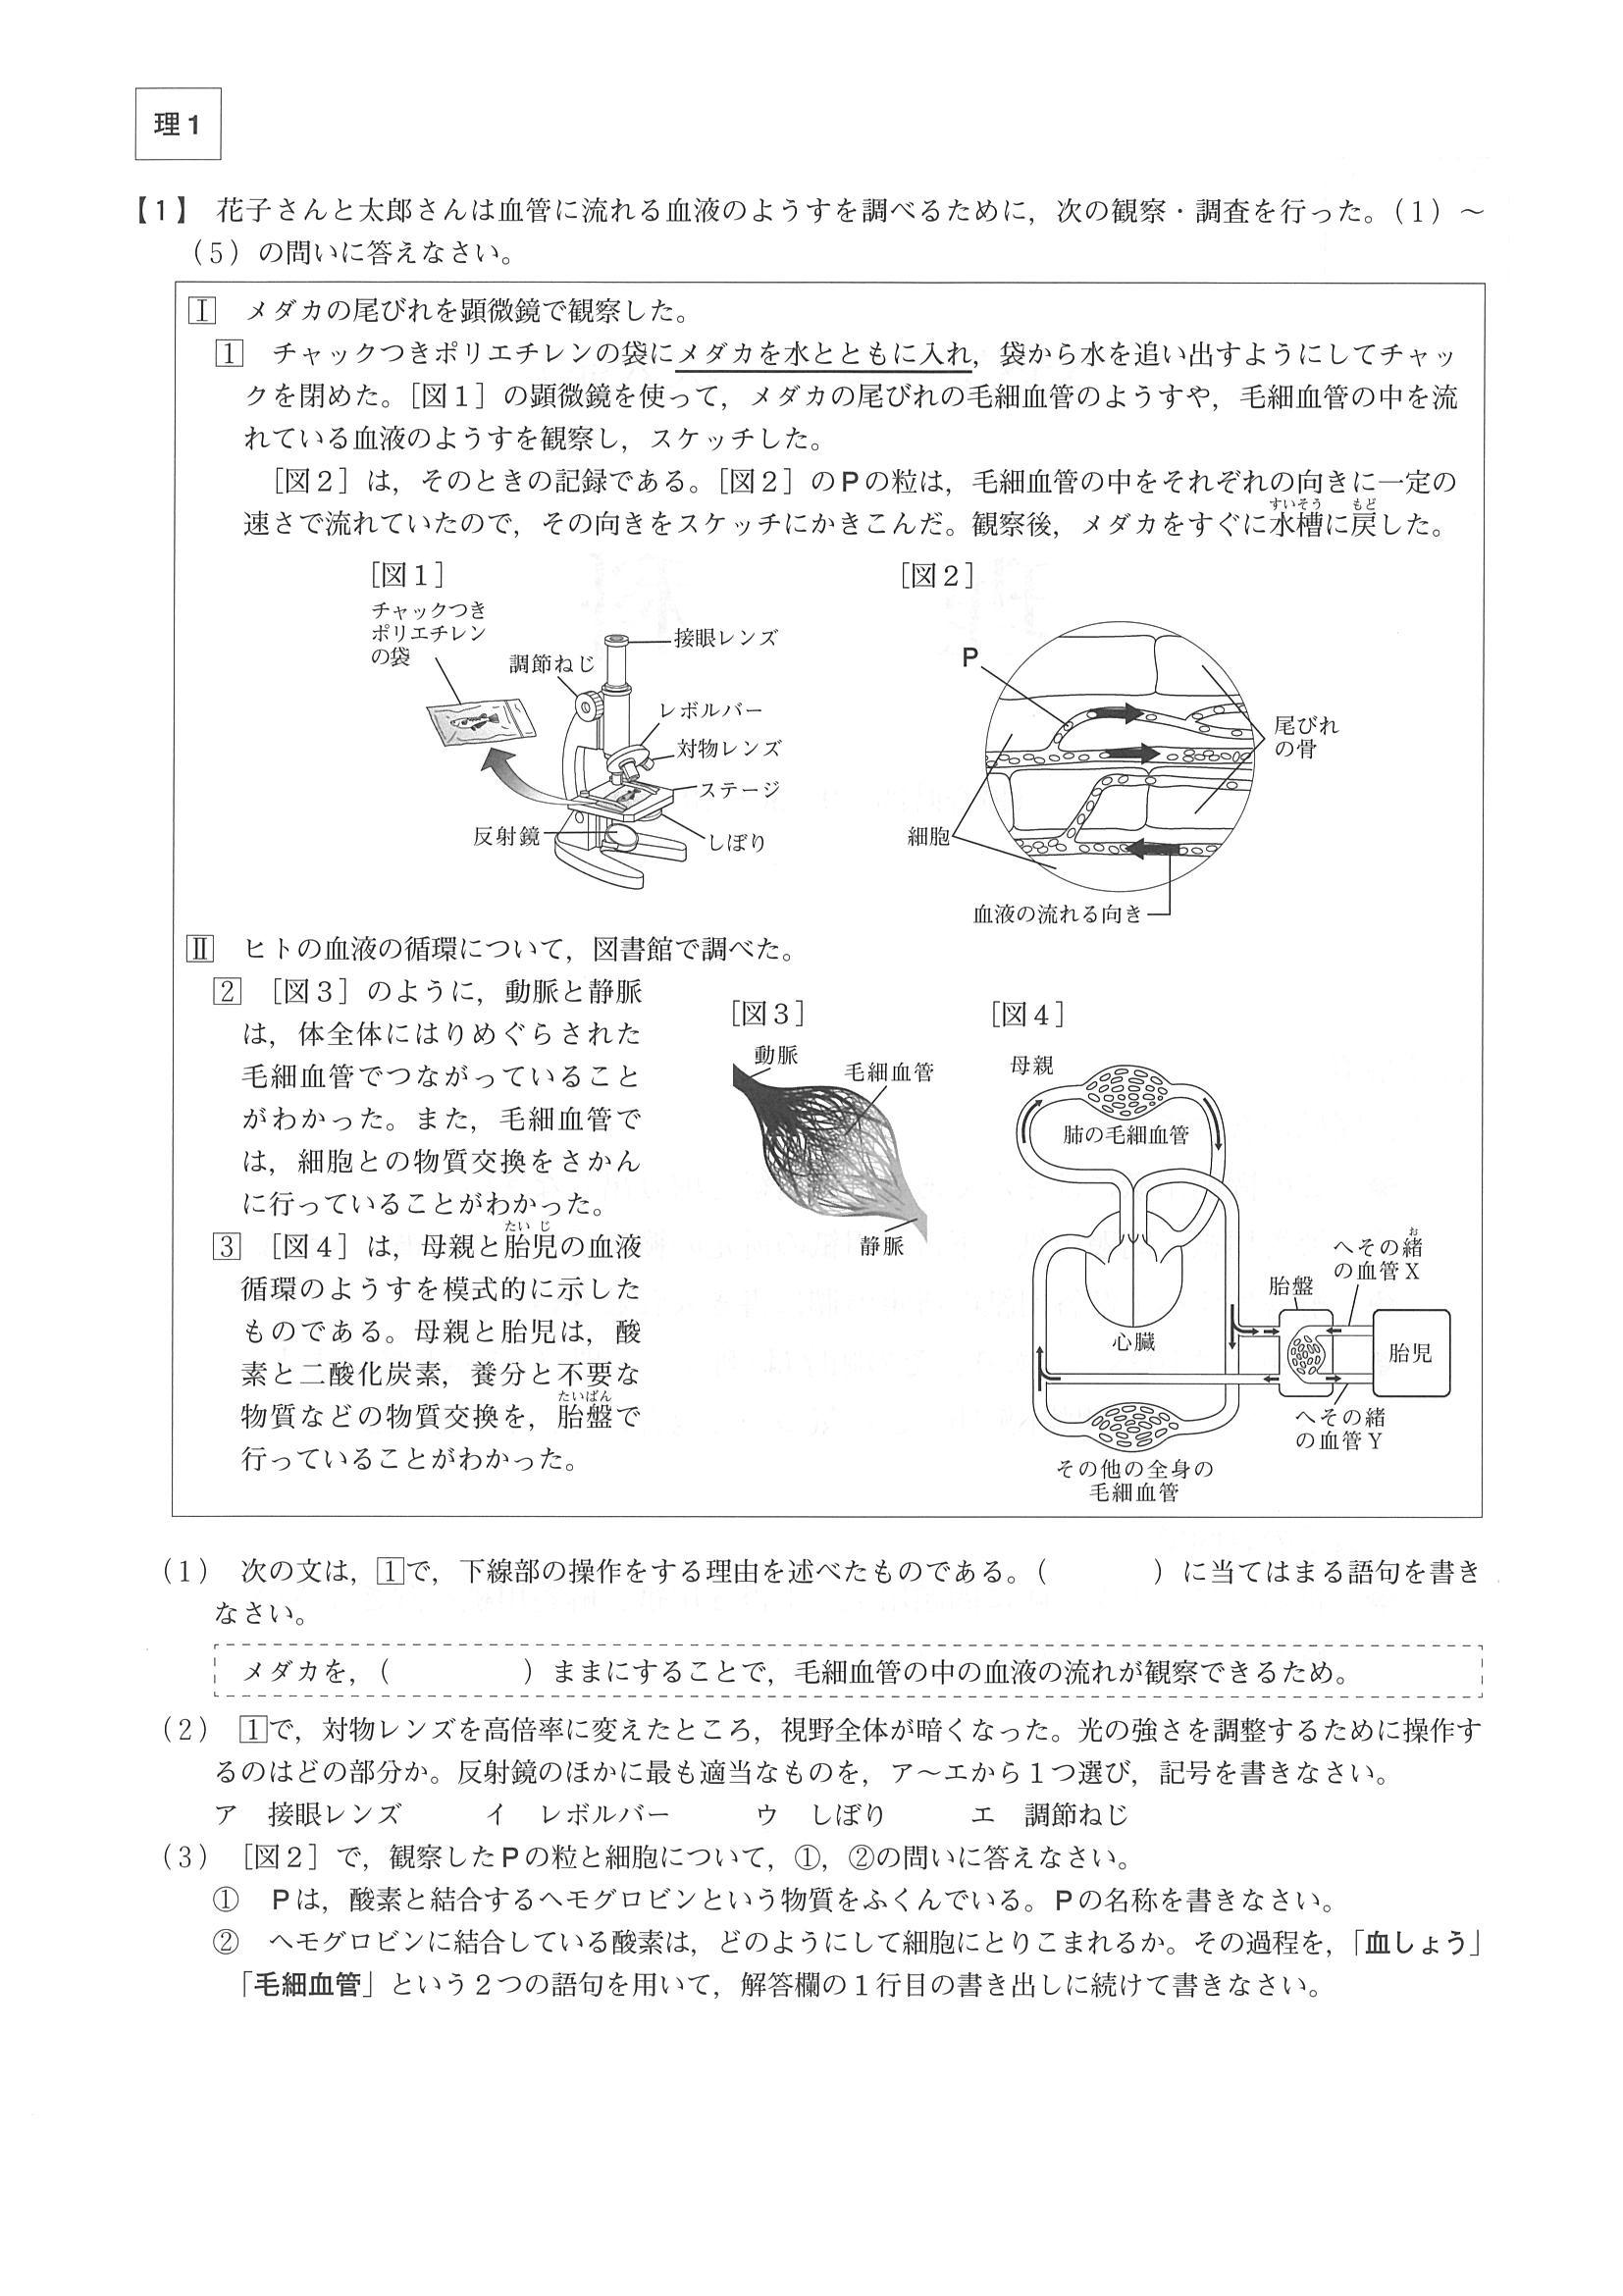 理1
【1】 花子さんと太郎さんは血管に流れる血液のようすを調べるために，次の観察・調査を行った。（1）～
（5）の問いに答えなさい。
Ⅰ メダカの尾びれを顕微鏡で観察した。
1 チャックつきポリエチレンの袋にメダカを水とともに入れ，袋から水を追い出すようにしてチャッ
クを閉めた。［図1］の顕微鏡を使って，メダカの尾びれの毛細血管のようすや，毛細血管の中を流
れている血液のようすを観察し，スケッチした。
［図2］は，そのときの記録である。［図2］のPの粒は，毛細血管の中をそれぞれの向きに一定の
すいそう もど
速さで流れていたので，その向きをスケッチにかきこんだ。観察後，メダカをすぐに水槽に戻した。
［図1］
チャックつき
ポリエチレン
の袋
調節ねじ
接眼レンズ
レボルバー
対物レンズ
ステージ
反射鏡
しぼり
［図2］
P
尾びれ
の骨
細胞
血液の流れる向き
Ⅱ ヒトの血液の循環について，図書館で調べた。
2 ［図3］のように，動脈と静脈
は，体全体にはりめぐらされた
毛細血管でつながっていること
がわかった。また，毛細血管で
は，細胞との物質交換をさかん
に行っていることがわかった。
たい じ
3 ［図4］は，母親と胎児の血液
循環のようすを模式的に示した
ものである。母親と胎児は，酸
素と二酸化炭素，養分と不要な
たいばん
物質などの物質交換を，胎盤で
行っていることがわかった。
［図3］
動脈
毛細血管
静脈
［図4］
母親
肺の毛細血管
心臓
胎盤
お
へその緒
の血管X
胎児
へその緒
の血管Y
その他の全身の
毛細血管
（1） 次の文は，1で，下線部の操作をする理由を述べたものである。（　　　　）に当てはまる語句を書き
なさい。
メダカを，（　　　　　）ままにすることで，毛細血管の中の血液の流れが観察できるため。
（2） 1で，対物レンズを高倍率に変えたところ，視野全体が暗くなった。光の強さを調整するために操作す
るのはどの部分か。反射鏡のほかに最も適当なものを，ア～エから1つ選び，記号を書きなさい。
ア 接眼レンズ　イ レボルバー　ウ しぼり　エ 調節ねじ
（3） ［図2］で，観察したPの粒と細胞について，①，②の問いに答えなさい。
① Pは，酸素と結合するヘモグロビンという物質をふくんでいる。Pの名称を書きなさい。
② ヘモグロビンに結合している酸素は，どのようにして細胞にとりこまれるか。その過程を，「血しょう」
「毛細血管」という2つの語句を用いて，解答欄の1行目の書き出しに続けて書きなさい。